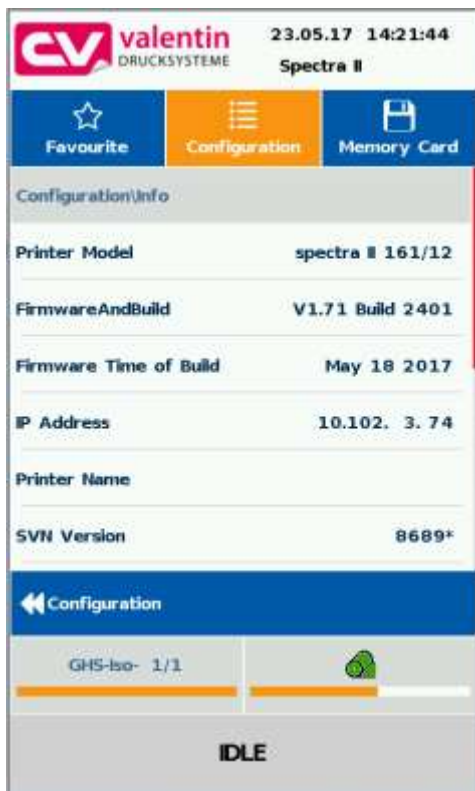 CV valentin
DRUCKSYSTEME
23.05.17 14:21:44
Spectra II
Favourite Configuration Memory Card
Configuration\Info
Printer Model spectra II 161/12
FirmwareAndBuild V1.71 Build 2401
Firmware Time of Build May 18 2017
IP Address 10.102. 3. 74
Printer Name
SVN Version 8689*
Configuration
GHS-Iso- 1/1
IDLE